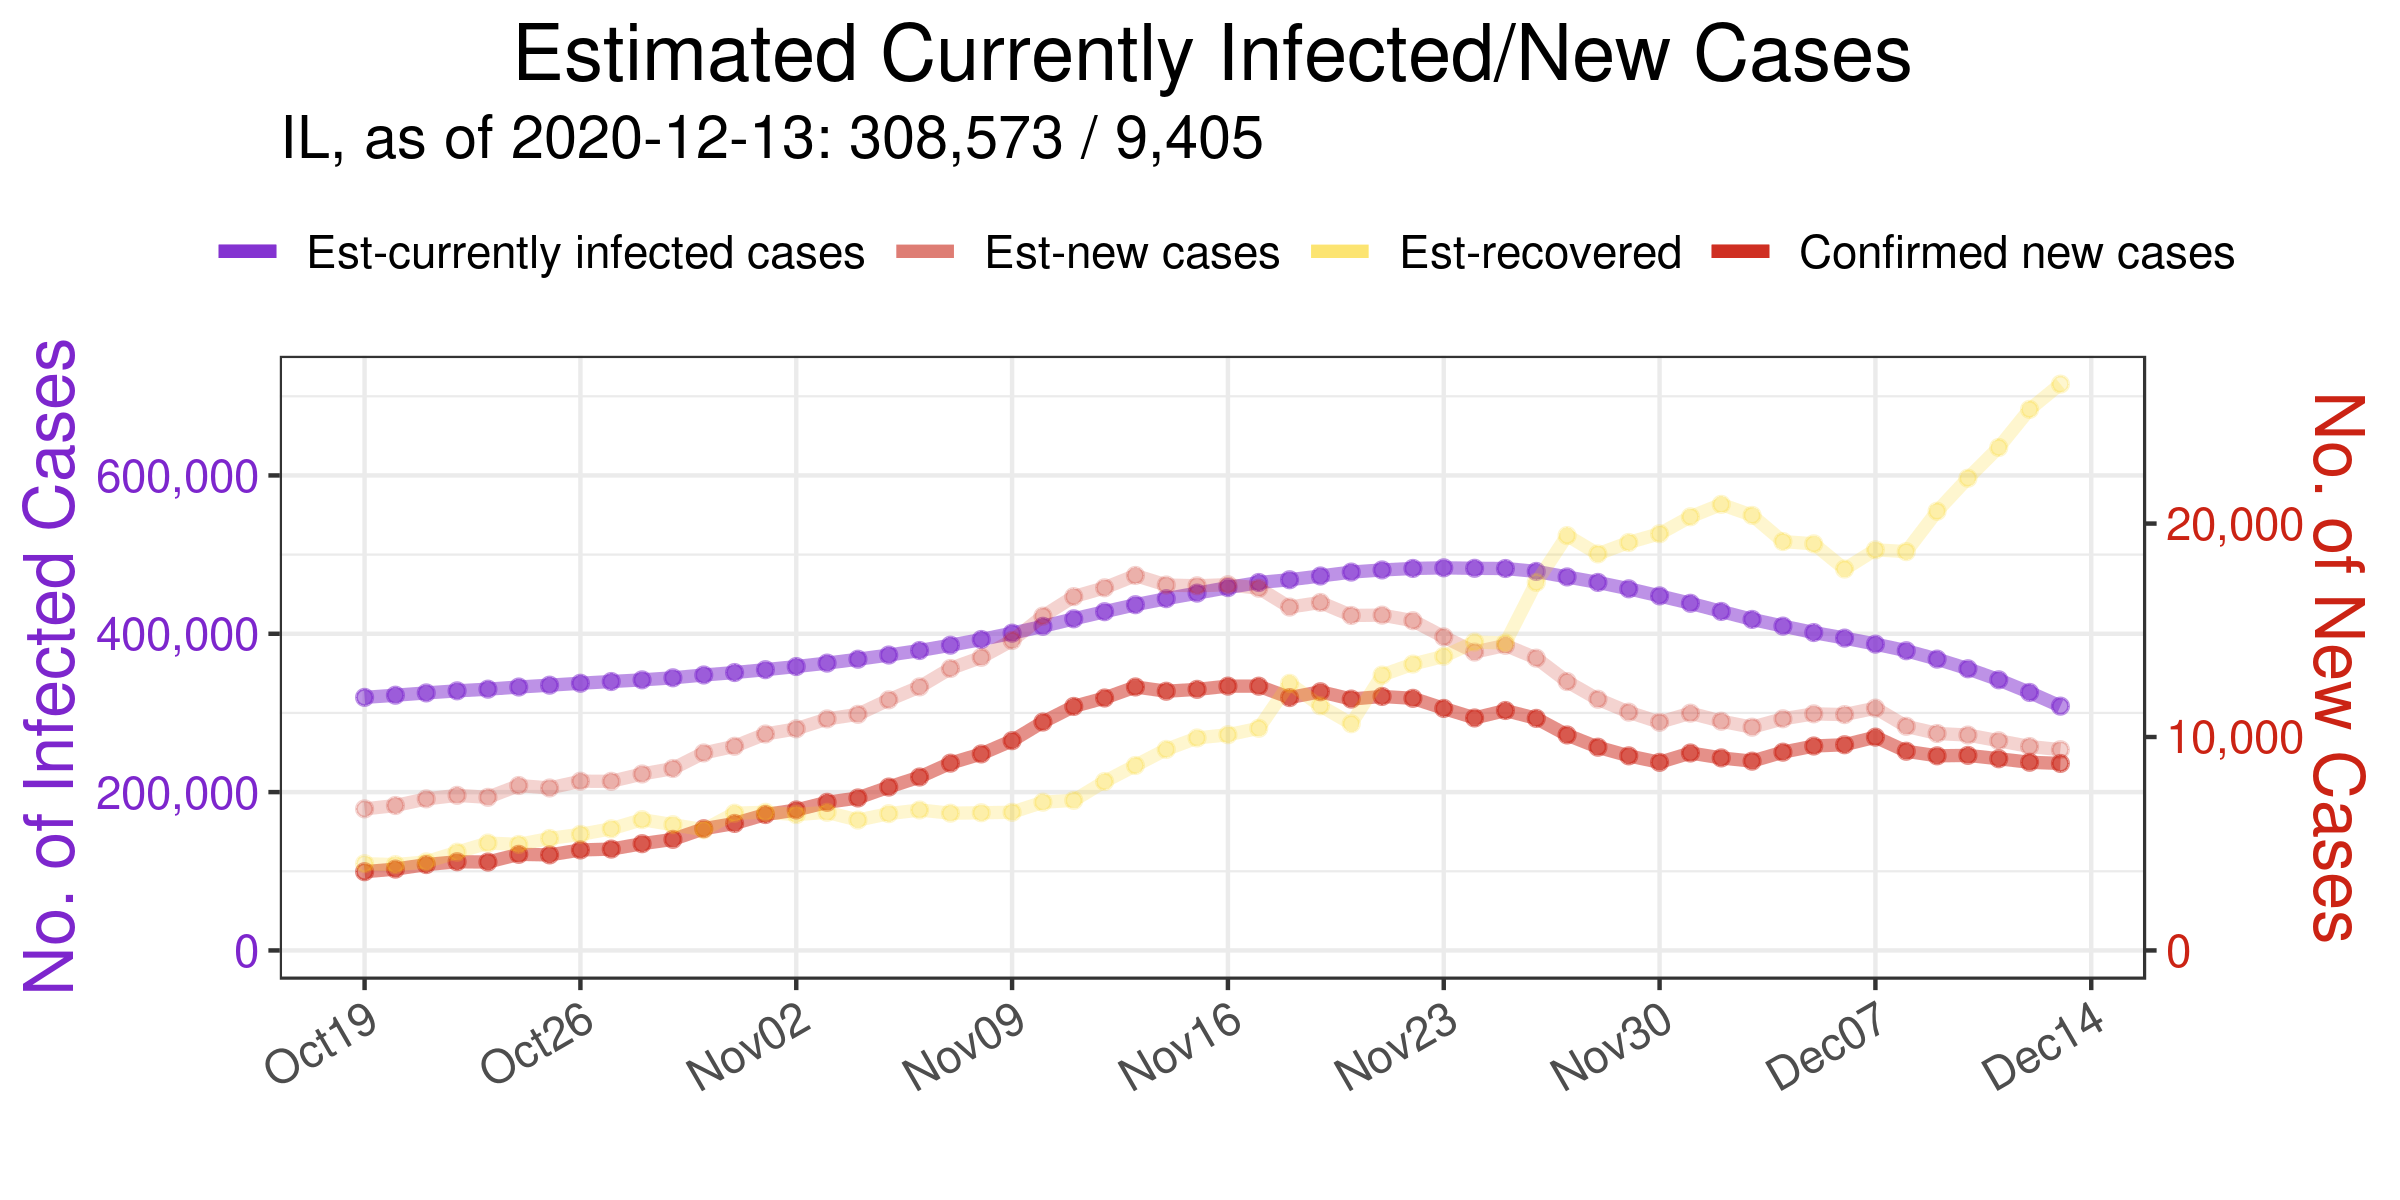 Estimated Currently Infected/New Cases
IL, as of 2020-12-13: 308,573 / 9,405
Est-currently infected cases Est-new cases Est-recovered Confirmed new cases
No. of Infected Cases
600,000
400,000
200,000
0
20,000
10,000
0
No. of New Cases
Oct19 Oct26 Nov02 Nov09 Nov16 Nov23 Nov30 Dec07 Dec14